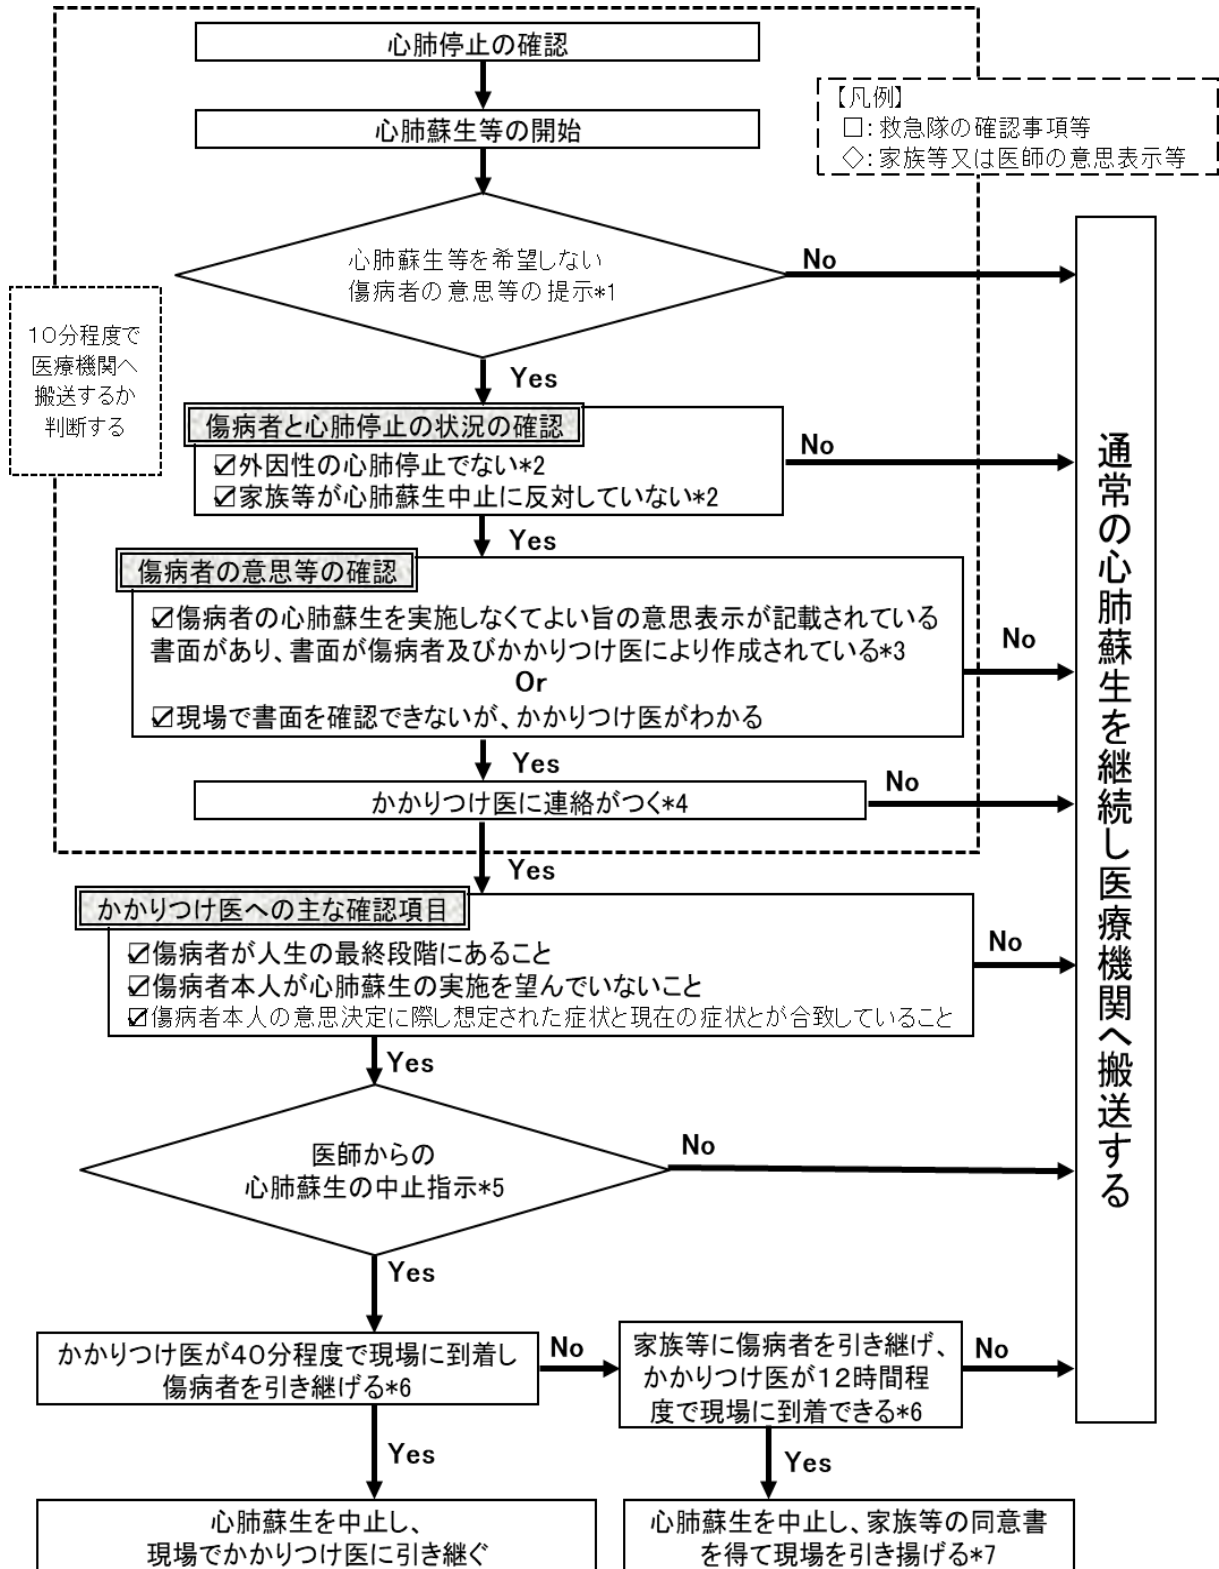 心肺停止の確認
【凡例】
□：救急隊の確認事項等
◇：家族等又は医師の意思表示等
心肺蘇生等の開始
心肺蘇生等を希望しない
傷病者の意思等の提示*1
No
10分程度で
医療機関へ
搬送するか
判断する
Yes
傷病者と心肺停止の状況の確認
☑外因性の心肺停止でない*2
☑家族等が心肺蘇生中止に反対していない*2
No
Yes
傷病者の意思等の確認
☑傷病者の心肺蘇生を実施しなくてよい旨の意思表示が記載されている
書面があり、書面が傷病者及びかかりつけ医により作成されている*3
Or
☑現場で書面を確認できないが、かかりつけ医がわかる
No
Yes
かかりつけ医に連絡がつく*4
No
Yes
かかりつけ医への主な確認項目
☑傷病者が人生の最終段階にあること
☑傷病者本人が心肺蘇生の実施を望んでいないこと
☑傷病者本人の意思決定に際し想定された症状と現在の症状とが合致していること
No
Yes
医師からの
心肺蘇生の中止指示*5
No
Yes
かかりつけ医が40分程度で現場に到着し
傷病者を引き継げる*6
No
家族等に傷病者を引き継げ、
かかりつけ医が12時間程
度で現場に到着できる*6
No
Yes
Yes
心肺蘇生を中止し、
現場でかかりつけ医に引き継ぐ
心肺蘇生を中止し、家族等の同意書
を得て現場を引き揚げる*7
通常の心肺蘇生を継続し医療機関へ搬送する